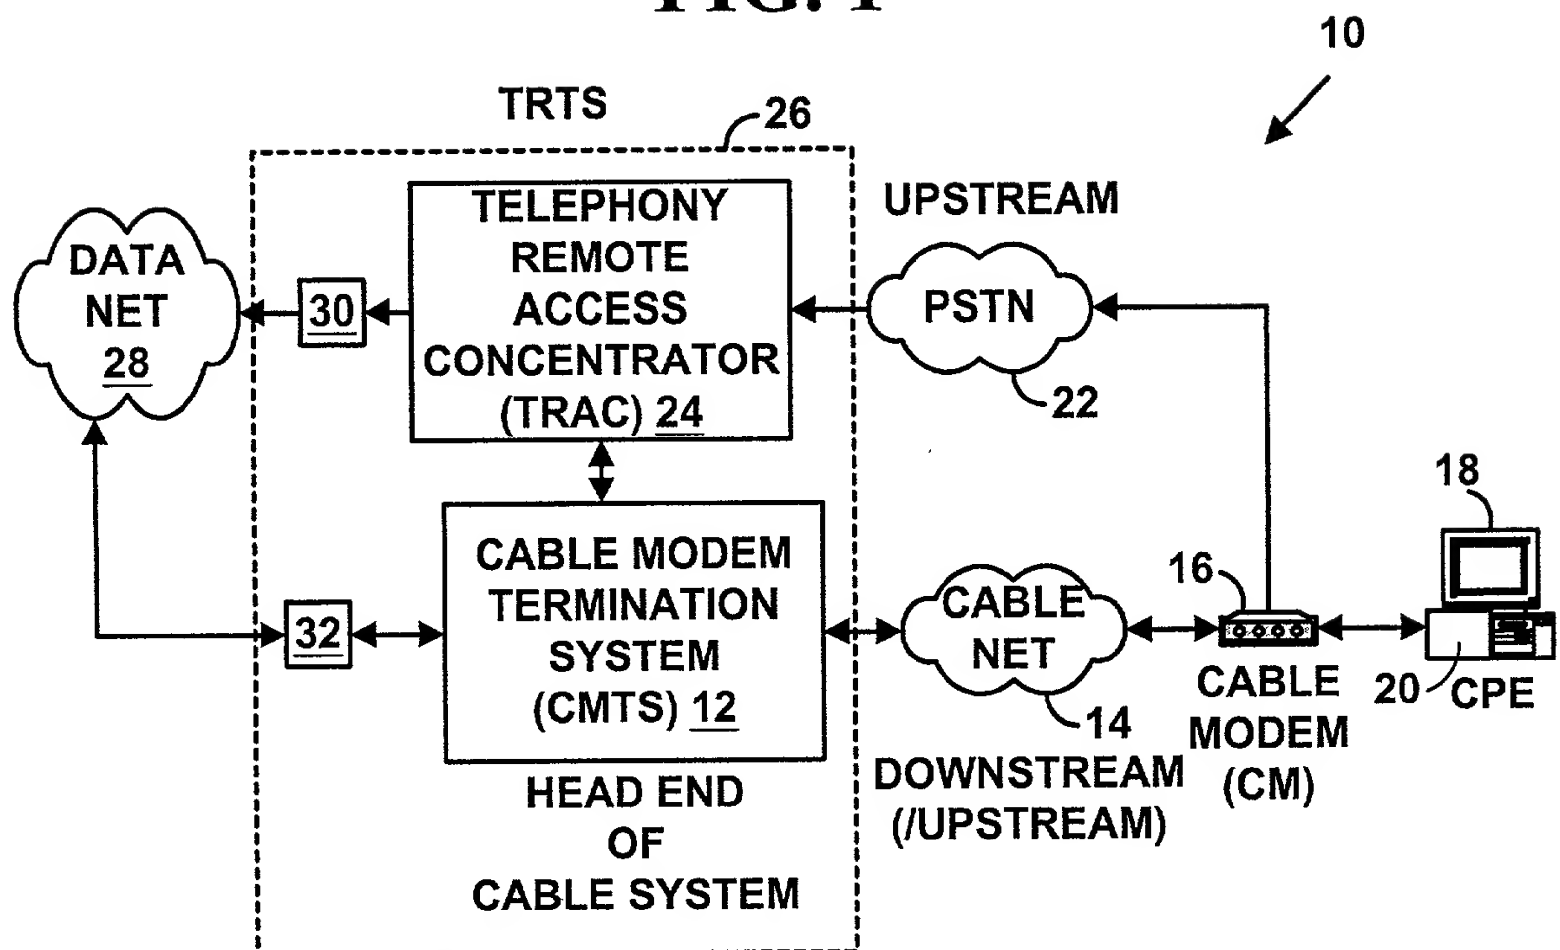 FIG. 1
10
TRTS
26
UPSTREAM
TELEPHONY
REMOTE
ACCESS
CONCENTRATOR
(TRAC) 24
DATA
NET
28
30
PSTN
22
18
CABLE MODEM
TERMINATION
SYSTEM
(CMTS) 12
32
CABLE
NET
14
16
20
CPE
CABLE
MODEM
(CM)
DOWNSTREAM
(/UPSTREAM)
HEAD END
OF
CABLE SYSTEM